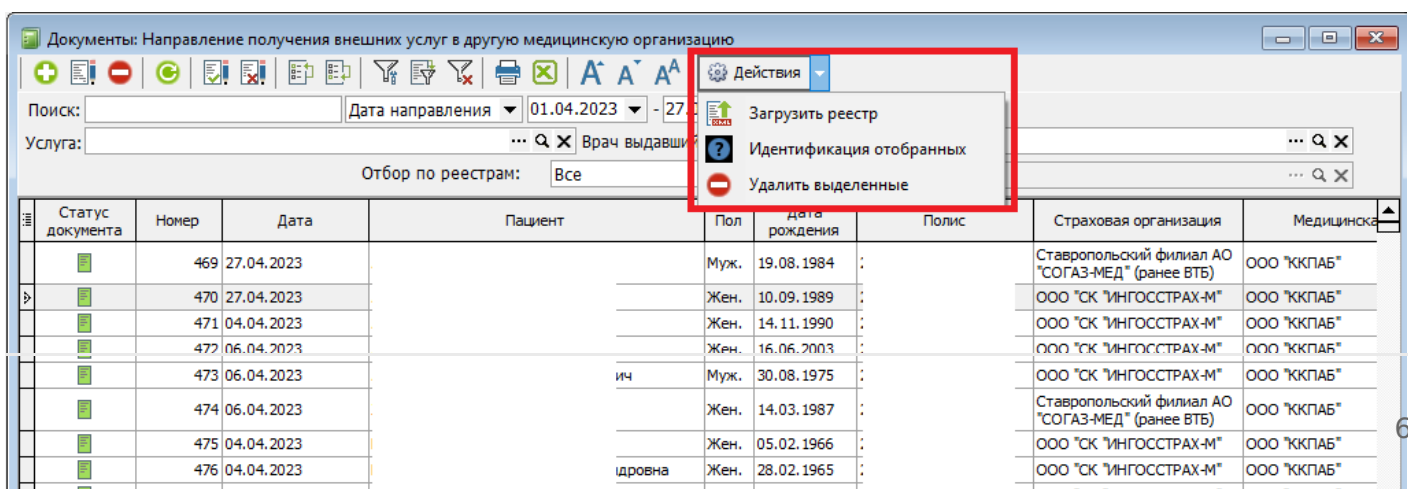 Документы: Направление получения внешних услуг в другую медицинскую организацию
Действия
Поиск: Дата направления 01.04.2023 - 27.
Загрузить реестр
Услуга: Врач выдавший
Идентификация отобранных
Отбор по реестрам: Все
Удалить выделенные
Статус документа Номер Дата Пациент Пол Дата рождения Полис Страховая организация Медицинска
469 27.04.2023 Муж. 19.08.1984 Ставропольский филиал АО "СОГАЗ-МЕД" (ранее ВТБ) ООО "ККПАБ"
470 27.04.2023 Жен. 10.09.1989 ООО "СК "ИНГОССТРАХ-М" ООО "ККПАБ"
471 04.04.2023 Жен. 14.11.1990 ООО "СК "ИНГОССТРАХ-М" ООО "ККПАБ"
472 06.04.2023 Жен. 16.06.2003 ООО "СК "ИНГОССТРАХ-М" ООО "ККПАБ"
473 06.04.2023 ич Муж. 30.08.1975 ООО "СК "ИНГОССТРАХ-М" ООО "ККПАБ"
474 06.04.2023 Жен. 14.03.1987 Ставропольский филиал АО "СОГАЗ-МЕД" (ранее ВТБ) ООО "ККПАБ"
475 04.04.2023 Жен. 05.02.1966 ООО "СК "ИНГОССТРАХ-М" ООО "ККПАБ"
476 04.04.2023 ндровна Жен. 28.02.1965 ООО "СК "ИНГОССТРАХ-М" ООО "ККПАБ"
6